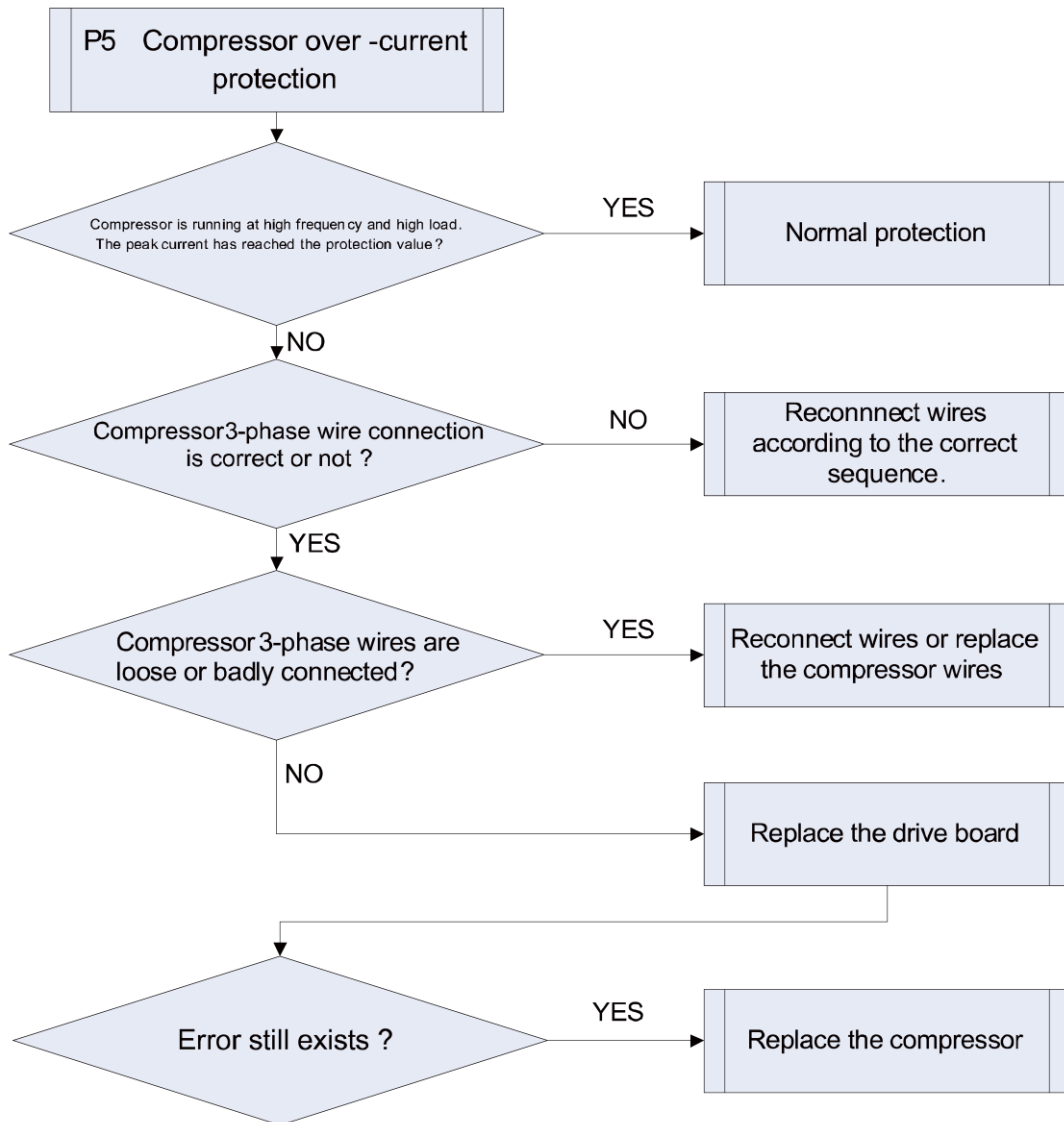 P5 Compressor over -current
protection
Compressor is running at high frequency and high load.
The peak current has reached the protection value ?
YES
Normal protection
NO
Compressor 3-phase wire connection
is correct or not ?
NO
Reconnnect wires
according to the correct
sequence.
YES
Compressor 3-phase wires are
loose or badly connected ?
YES
Reconnect wires or replace
the compressor wires
NO
Replace the drive board
Error still exists ?
YES
Replace the compressor